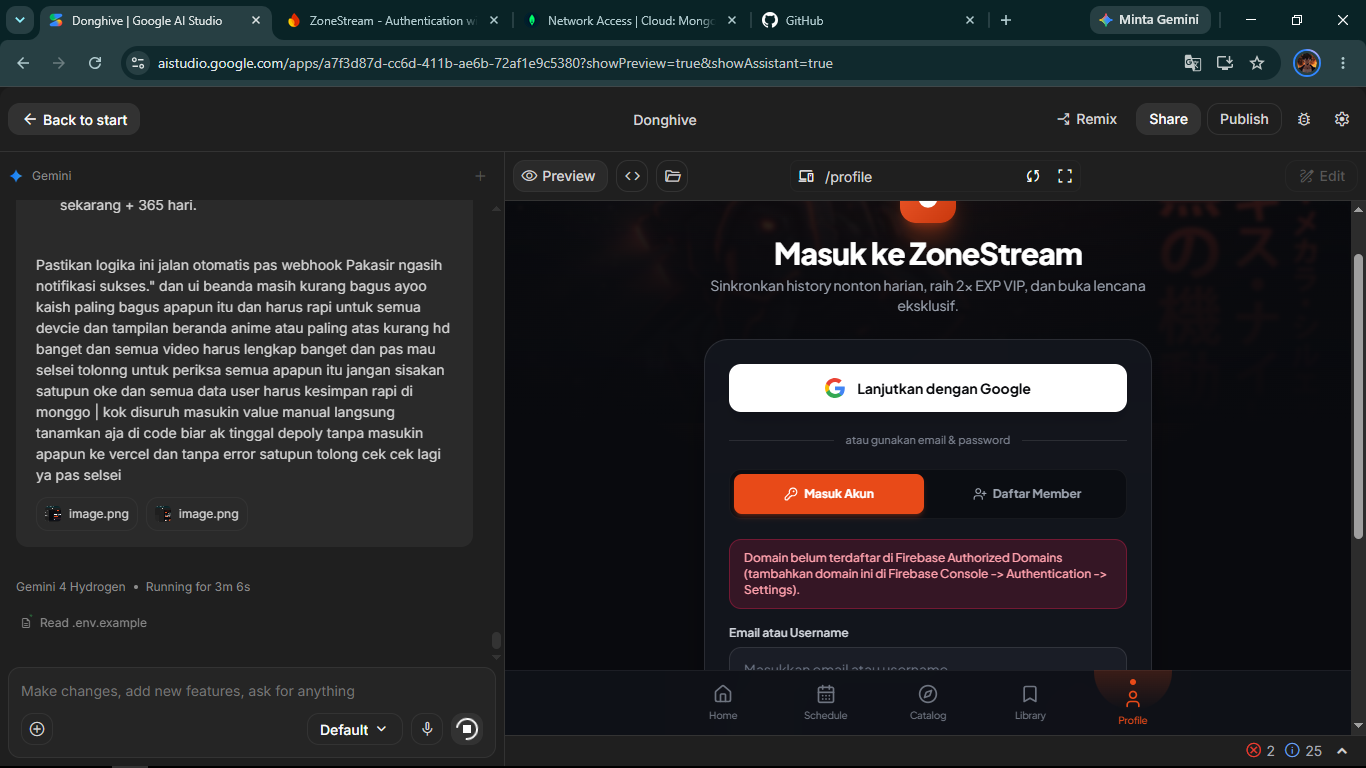 Donghive | Google AI Studio
ZoneStream - Authentication w
Network Access | Cloud: Mong
GitHub
Minta Gemini
aistudio.google.com/apps/a7f3d87d-cc6d-411b-ae6b-72af1e9c5380?showPreview=true&showAssistant=true
Back to start
Donghive
Remix
Share
Publish
Gemini
Preview
/profile
Edit
sekarang + 365 hari.
Pastikan logika ini jalan otomatis pas webhook Pakasir ngasih
notifikasi sukses." dan ui beanda masih kurang bagus ayoo
kaish paling bagus apapun itu dan harus rapi untuk semua
devcie dan tampilan beranda anime atau paling atas kurang hd
banget dan semua video harus lengkap banget dan pas mau
selsei tolonng untuk periksa semua apapun itu jangan sisakan
satupun oke dan semua data user harus kesimpan rapi di
monggo | kok disuruh masukin value manual langsung
tanamkan aja di code biar ak tinggal depoly tanpa masukin
apapun ke vercel dan tanpa error satupun tolong cek cek lagi
ya pas selsei
image.png
image.png
Gemini 4 Hydrogen • Running for 3m 6s
Read .env.example
Make changes, add new features, ask for anything
Default
Masuk ke ZoneStream
Sinkronkan history nonton harian, raih 2x EXP VIP, dan buka lencana
eksklusif.
Lanjutkan dengan Google
atau gunakan email & password
Masuk Akun
Daftar Member
Domain belum terdaftar di Firebase Authorized Domains
(tambahkan domain ini di Firebase Console -> Authentication ->
Settings).
Email atau Username
Masukkan email atau username
Home
Schedule
Catalog
Library
Profile
2
25